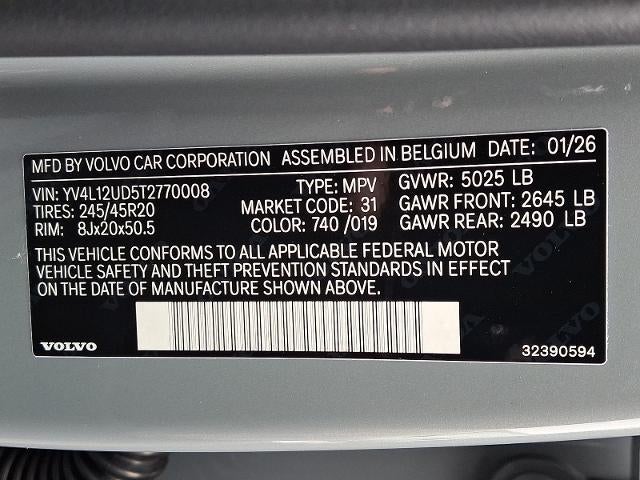 MFD BY VOLVO CAR CORPORATION ASSEMBLED IN BELGIUM DATE: 01/26
VIN: YV4L12UD5T2770008 TYPE: MPV GVWR: 5025 LB
TIRES: 245/45R20 MARKET CODE: 31 GAWR FRONT: 2645 LB
RIM: 8Jx20x50.5 COLOR: 740 /019 GAWR REAR: 2490 LB
THIS VEHICLE CONFORMS TO ALL APPLICABLE FEDERAL MOTOR
VEHICLE SAFETY AND THEFT PREVENTION STANDARDS IN EFFECT
ON THE DATE OF MANUFACTURE SHOWN ABOVE.
VOLVO 32390594